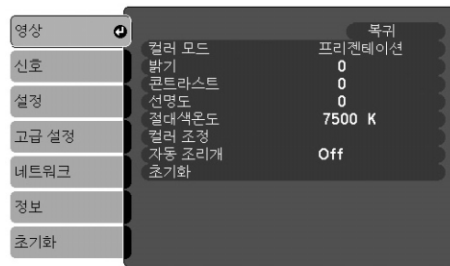 영상
신호
설정
고급 설정
네트워크
정보
초기화
복귀
컬러 모드 프리젠테이션
밝기 0
콘트라스트 0
선명도 0
절대색온도 7500 K
컬러 조정
자동 조리개 Off
초기화